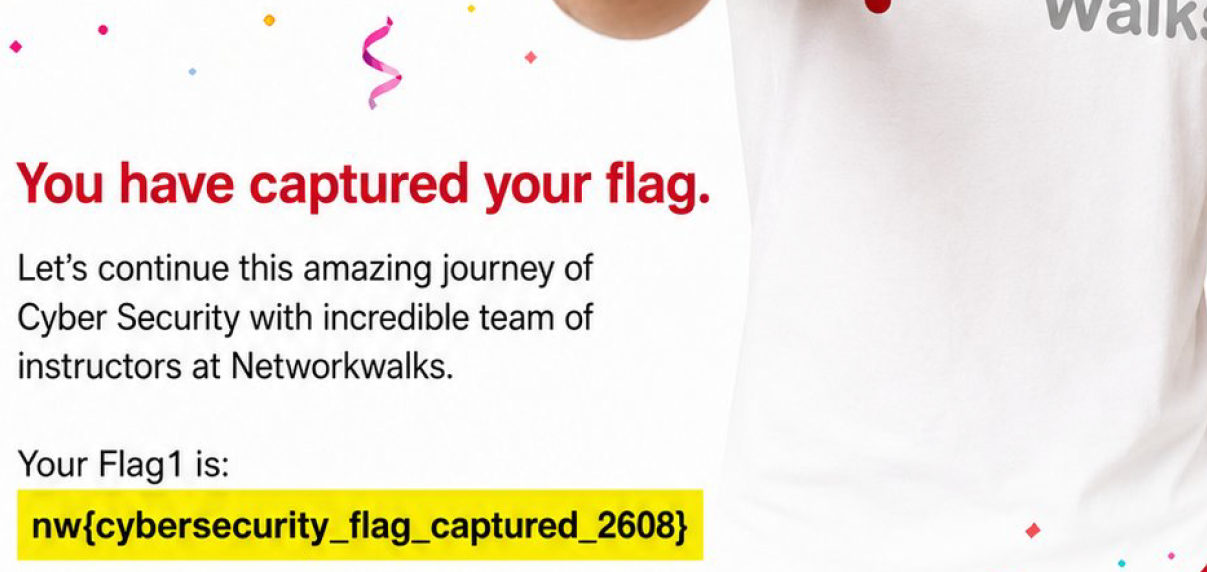 Walks
You have captured your flag.
Let’s continue this amazing journey of
Cyber Security with incredible team of
instructors at Networkwalks.
Your Flag1 is:
nw{cybersecurity_flag_captured_2608}